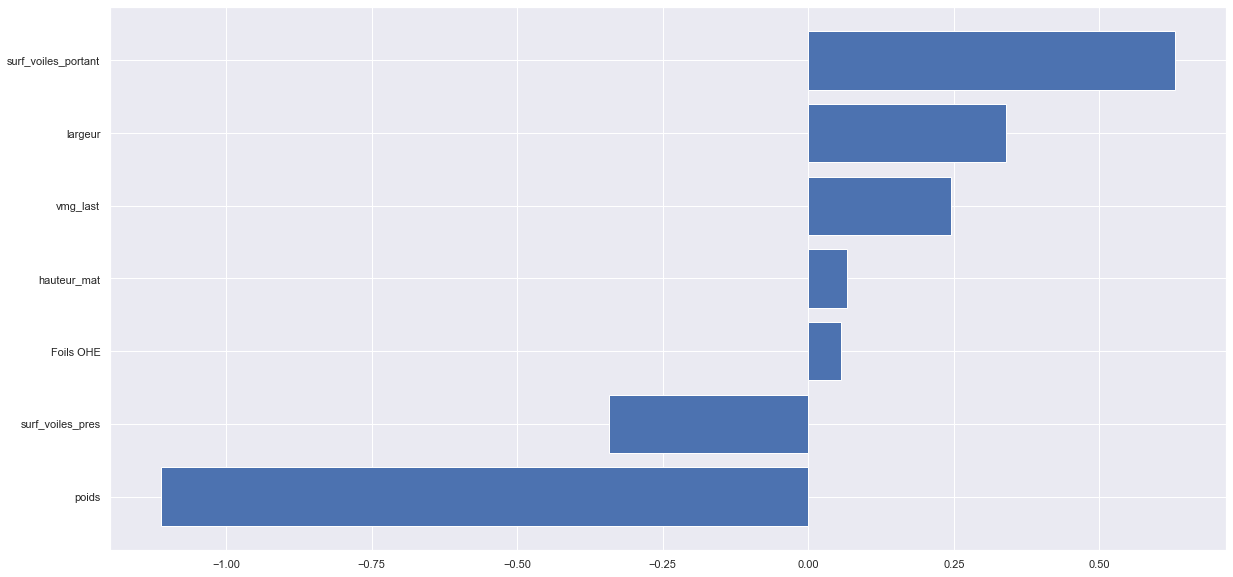 surf_voiles_portant
largeur
vmg_last
hauteur_mat
Foils OHE
surf_voiles_pres
poids
−1.00 −0.75 −0.50 −0.25 0.00 0.25 0.50